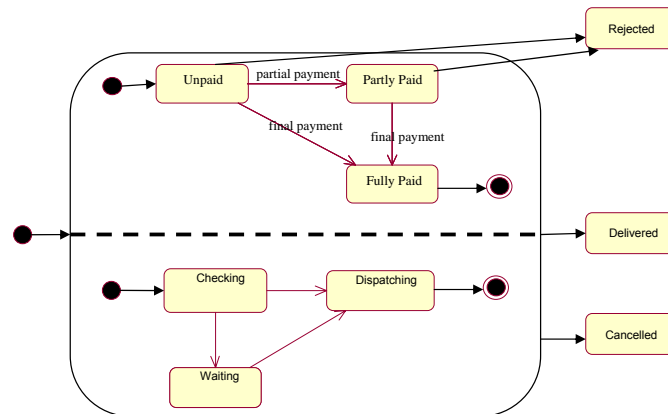 Rejected
Unpaid
partial payment
Partly Paid
final payment
final payment
Fully Paid
Delivered
Checking
Dispatching
Cancelled
Waiting